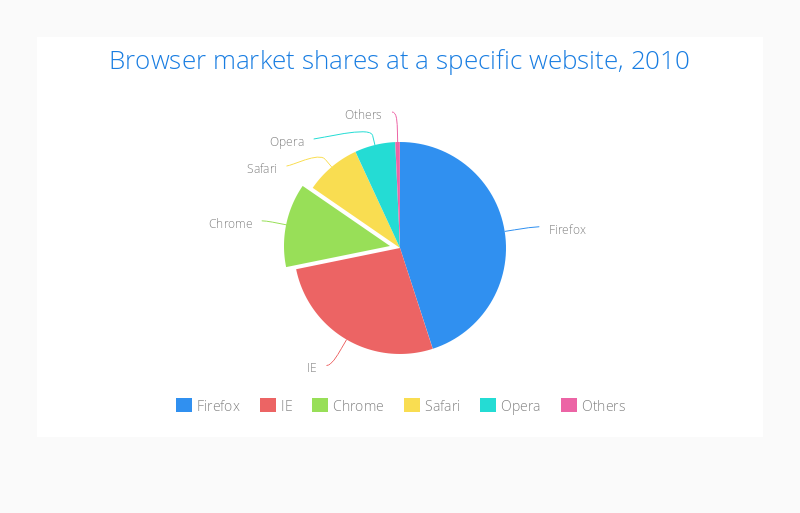 Browser market shares at a specific website, 2010
Others
Opera
Safari
Chrome
Firefox
IE
Firefox IE Chrome Safari Opera Others